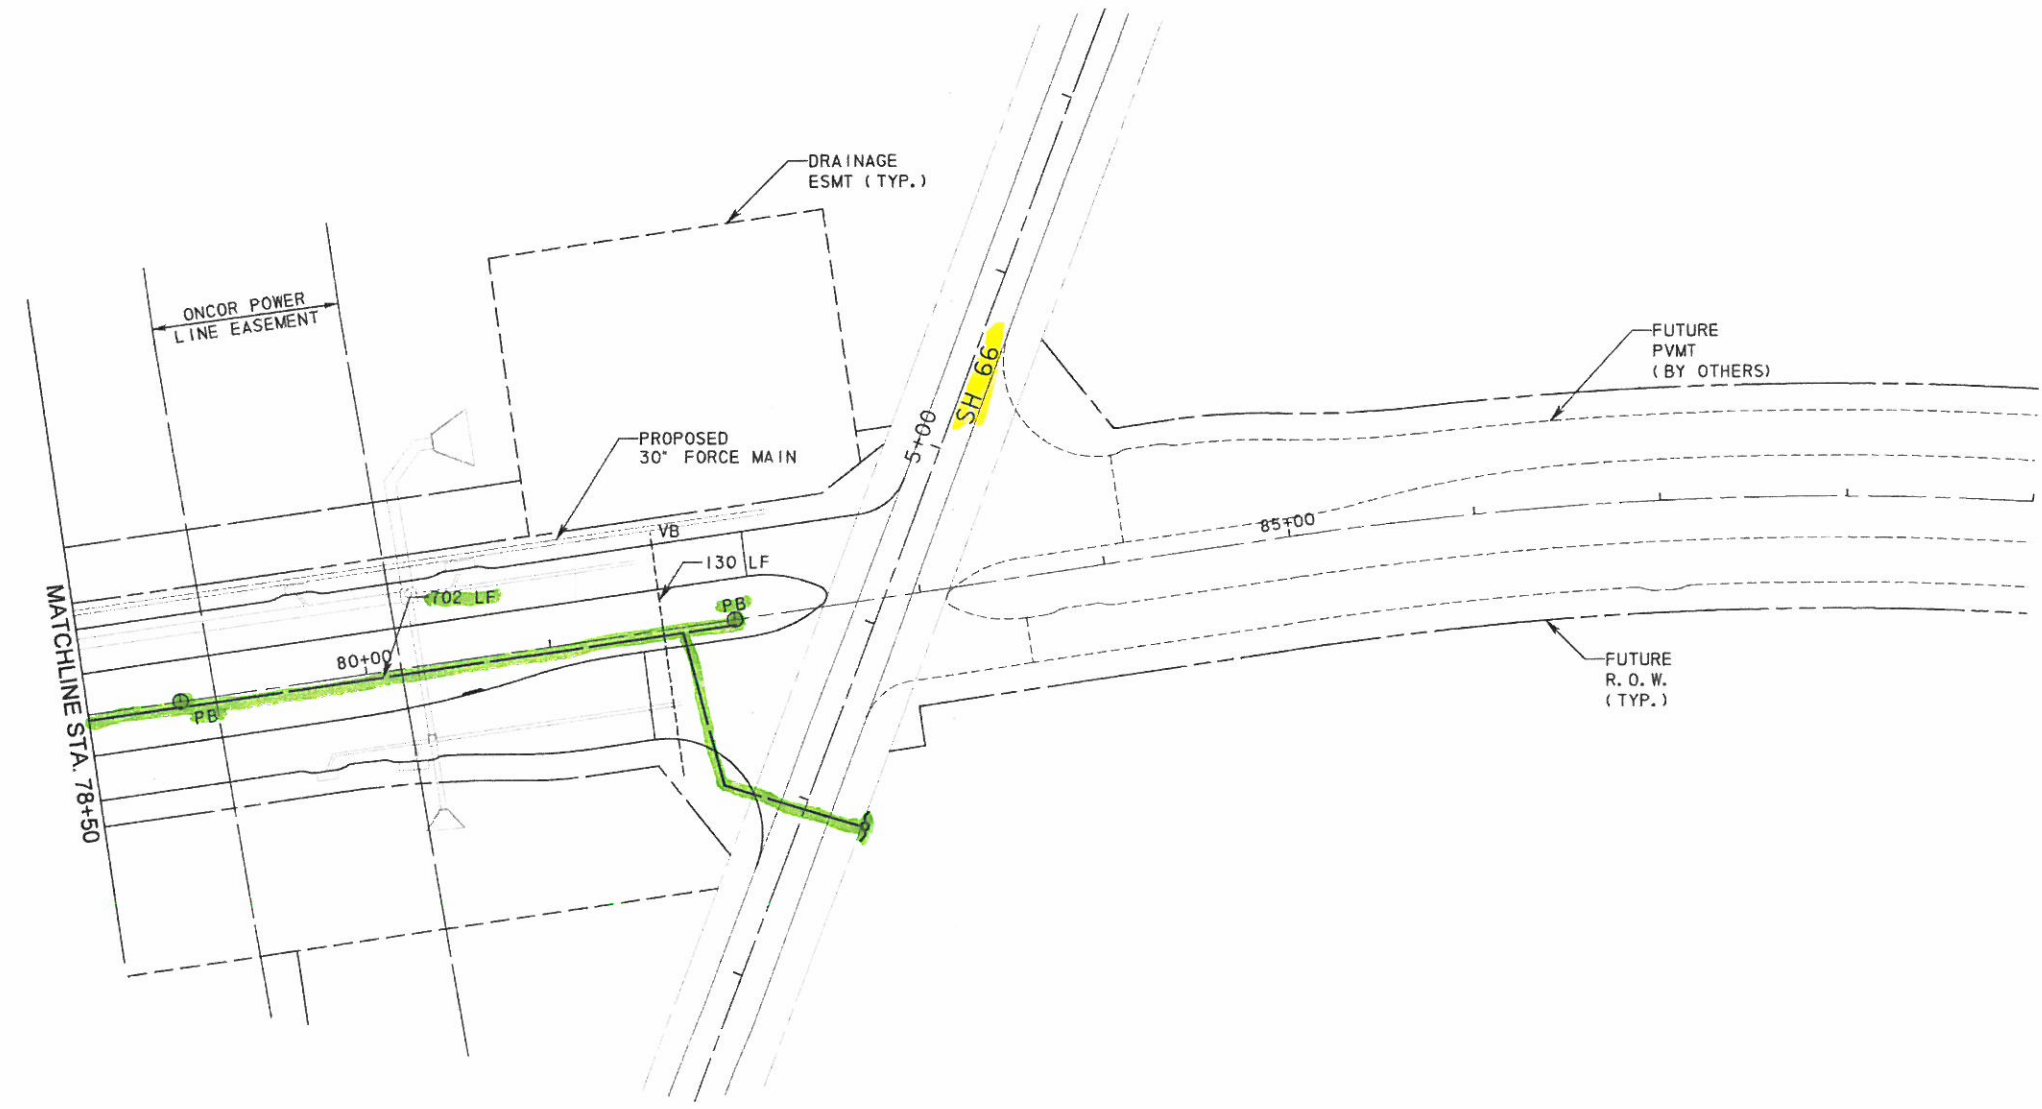 DRAINAGE
ESMT (TYP.)
ONCOR POWER
LINE EASEMENT
FUTURE
PVMT
(BY OTHERS)
SH 66
5+00
PROPOSED
30" FORCE MAIN
VB
85+00
130 LF
702 LF
PB
MATCHLINE STA. 78+50
80+00
PB
FUTURE
R.O.W.
(TYP.)